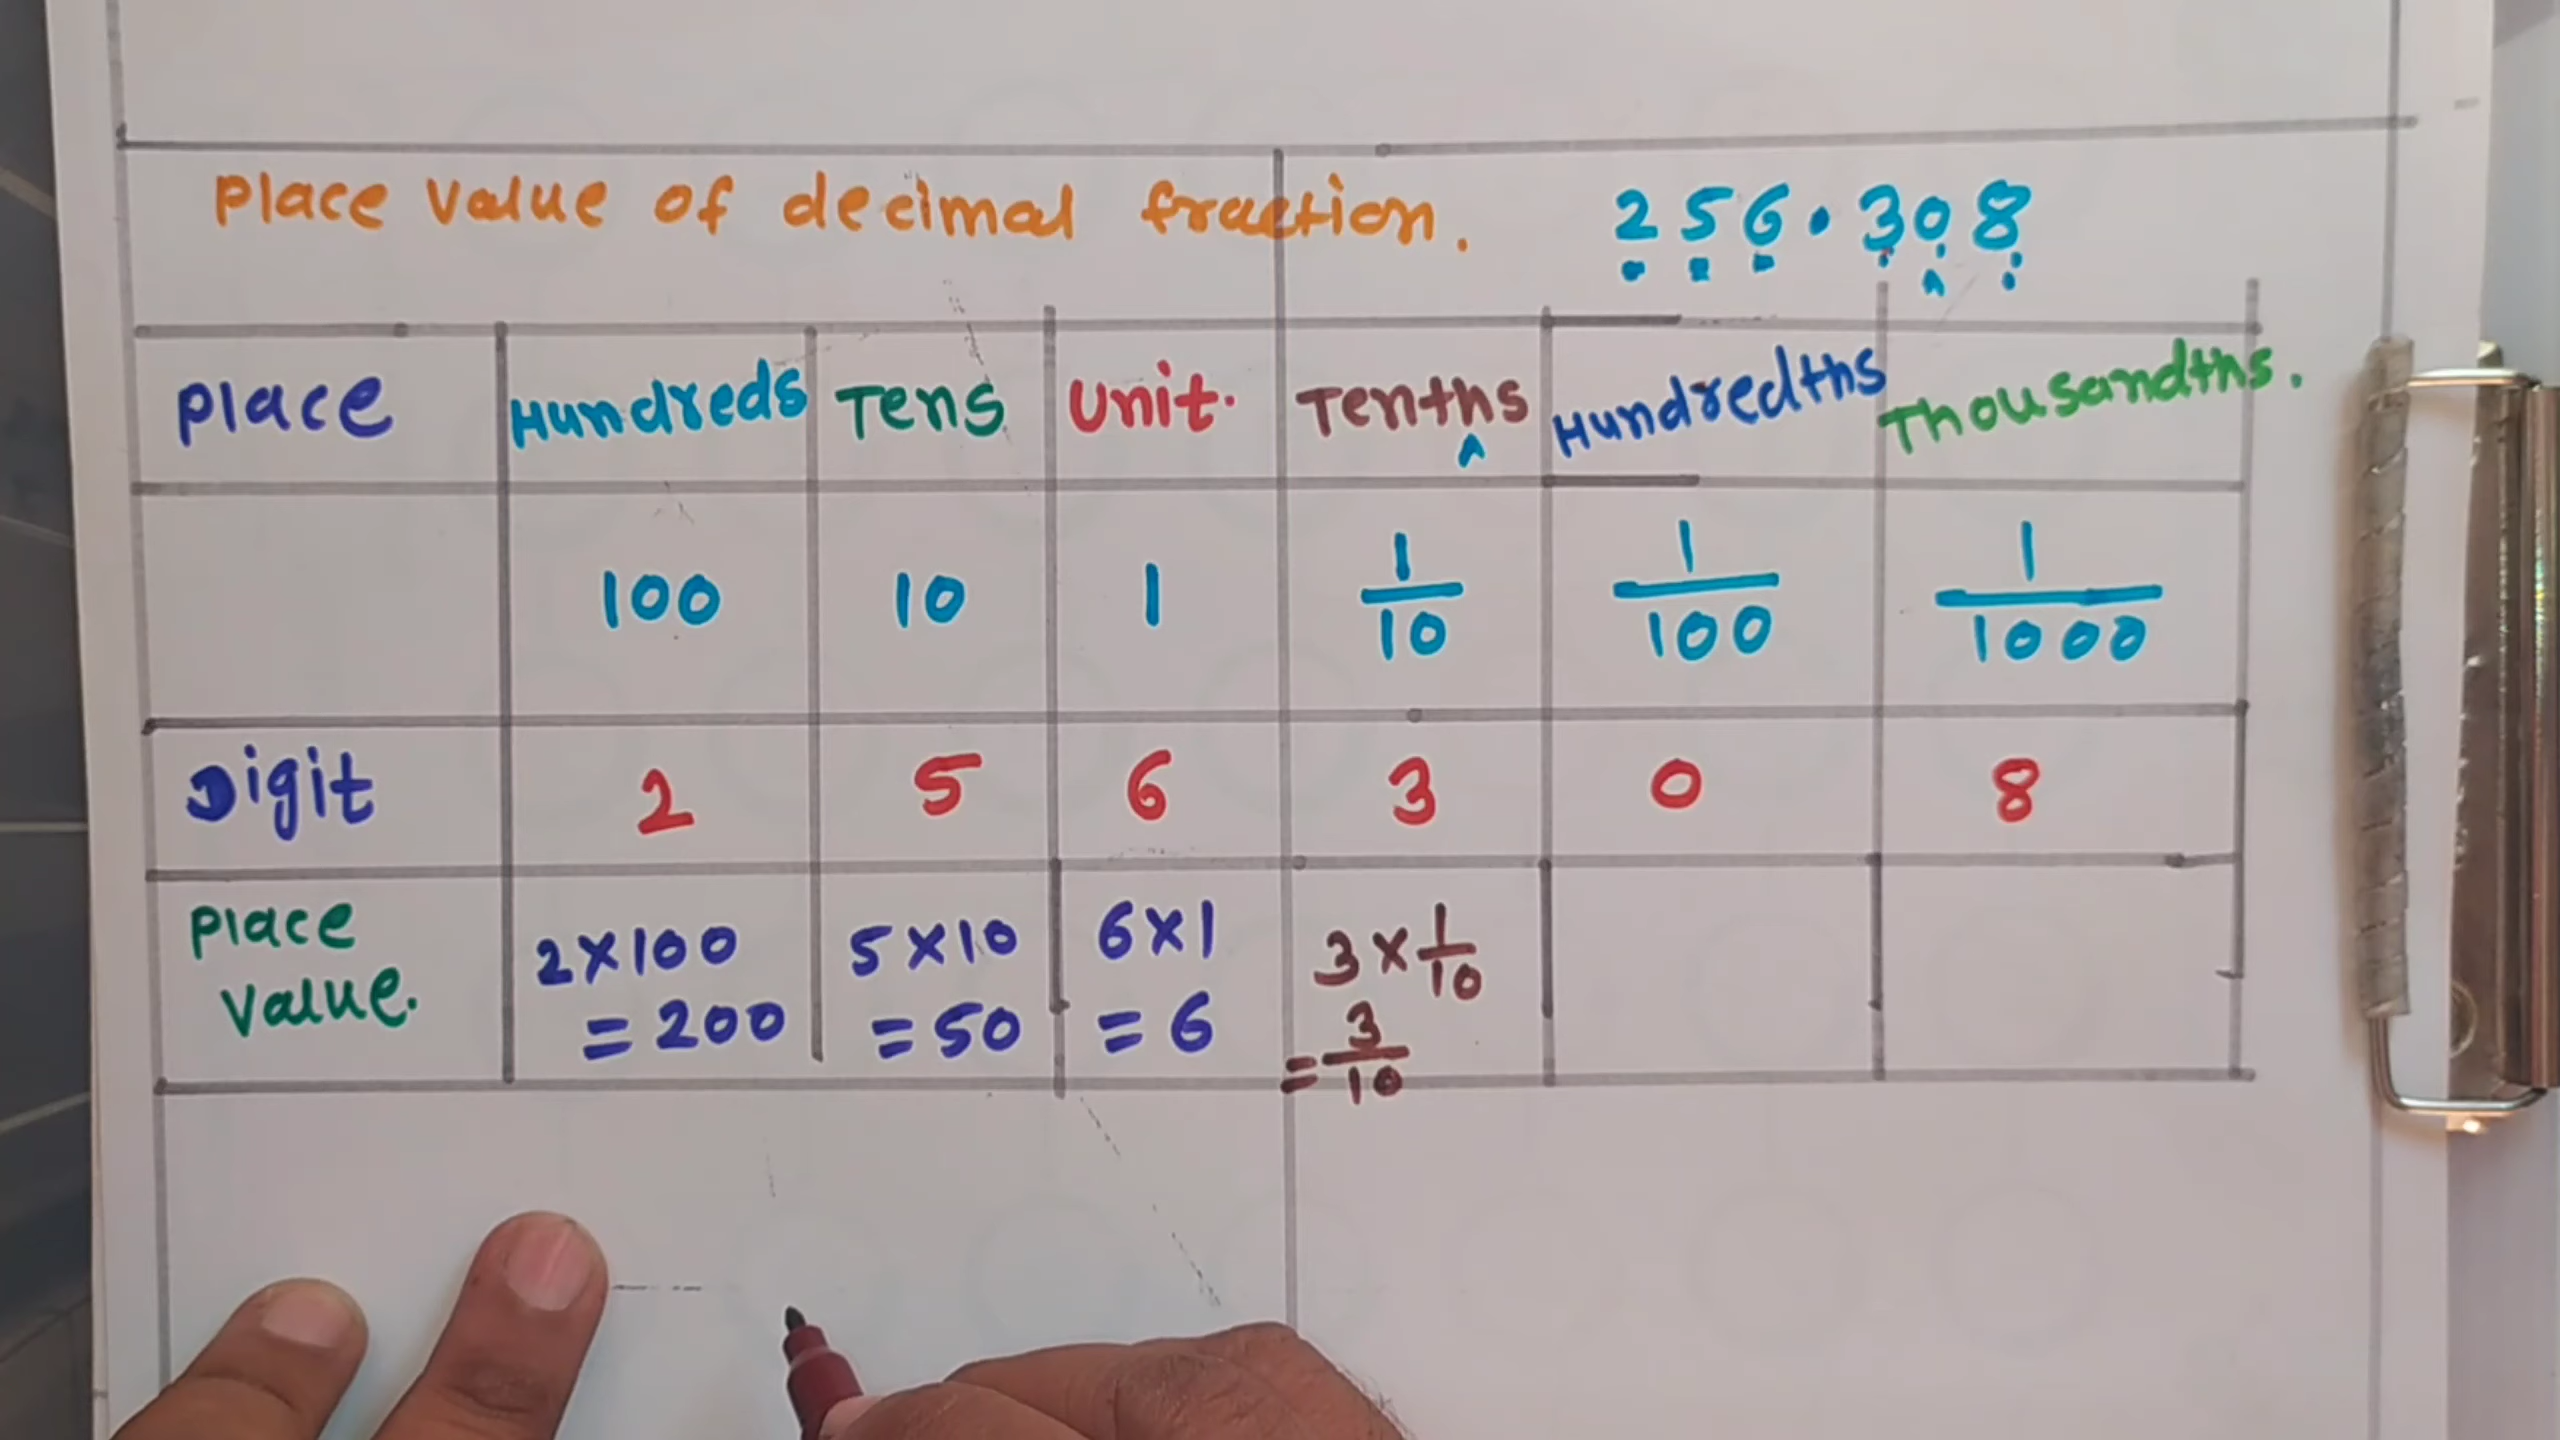 Place Value of decimal fraction. 256.308
Place Hundreds Tens Unit. Tenths Hundredths Thousandths.
100 10 1 1/10 1/100 1/1000
Digit 2 5 6 3 0 8
Place Value. 2×100 5×10 6×1 3×1/10
=200 =50 =6 =3/10